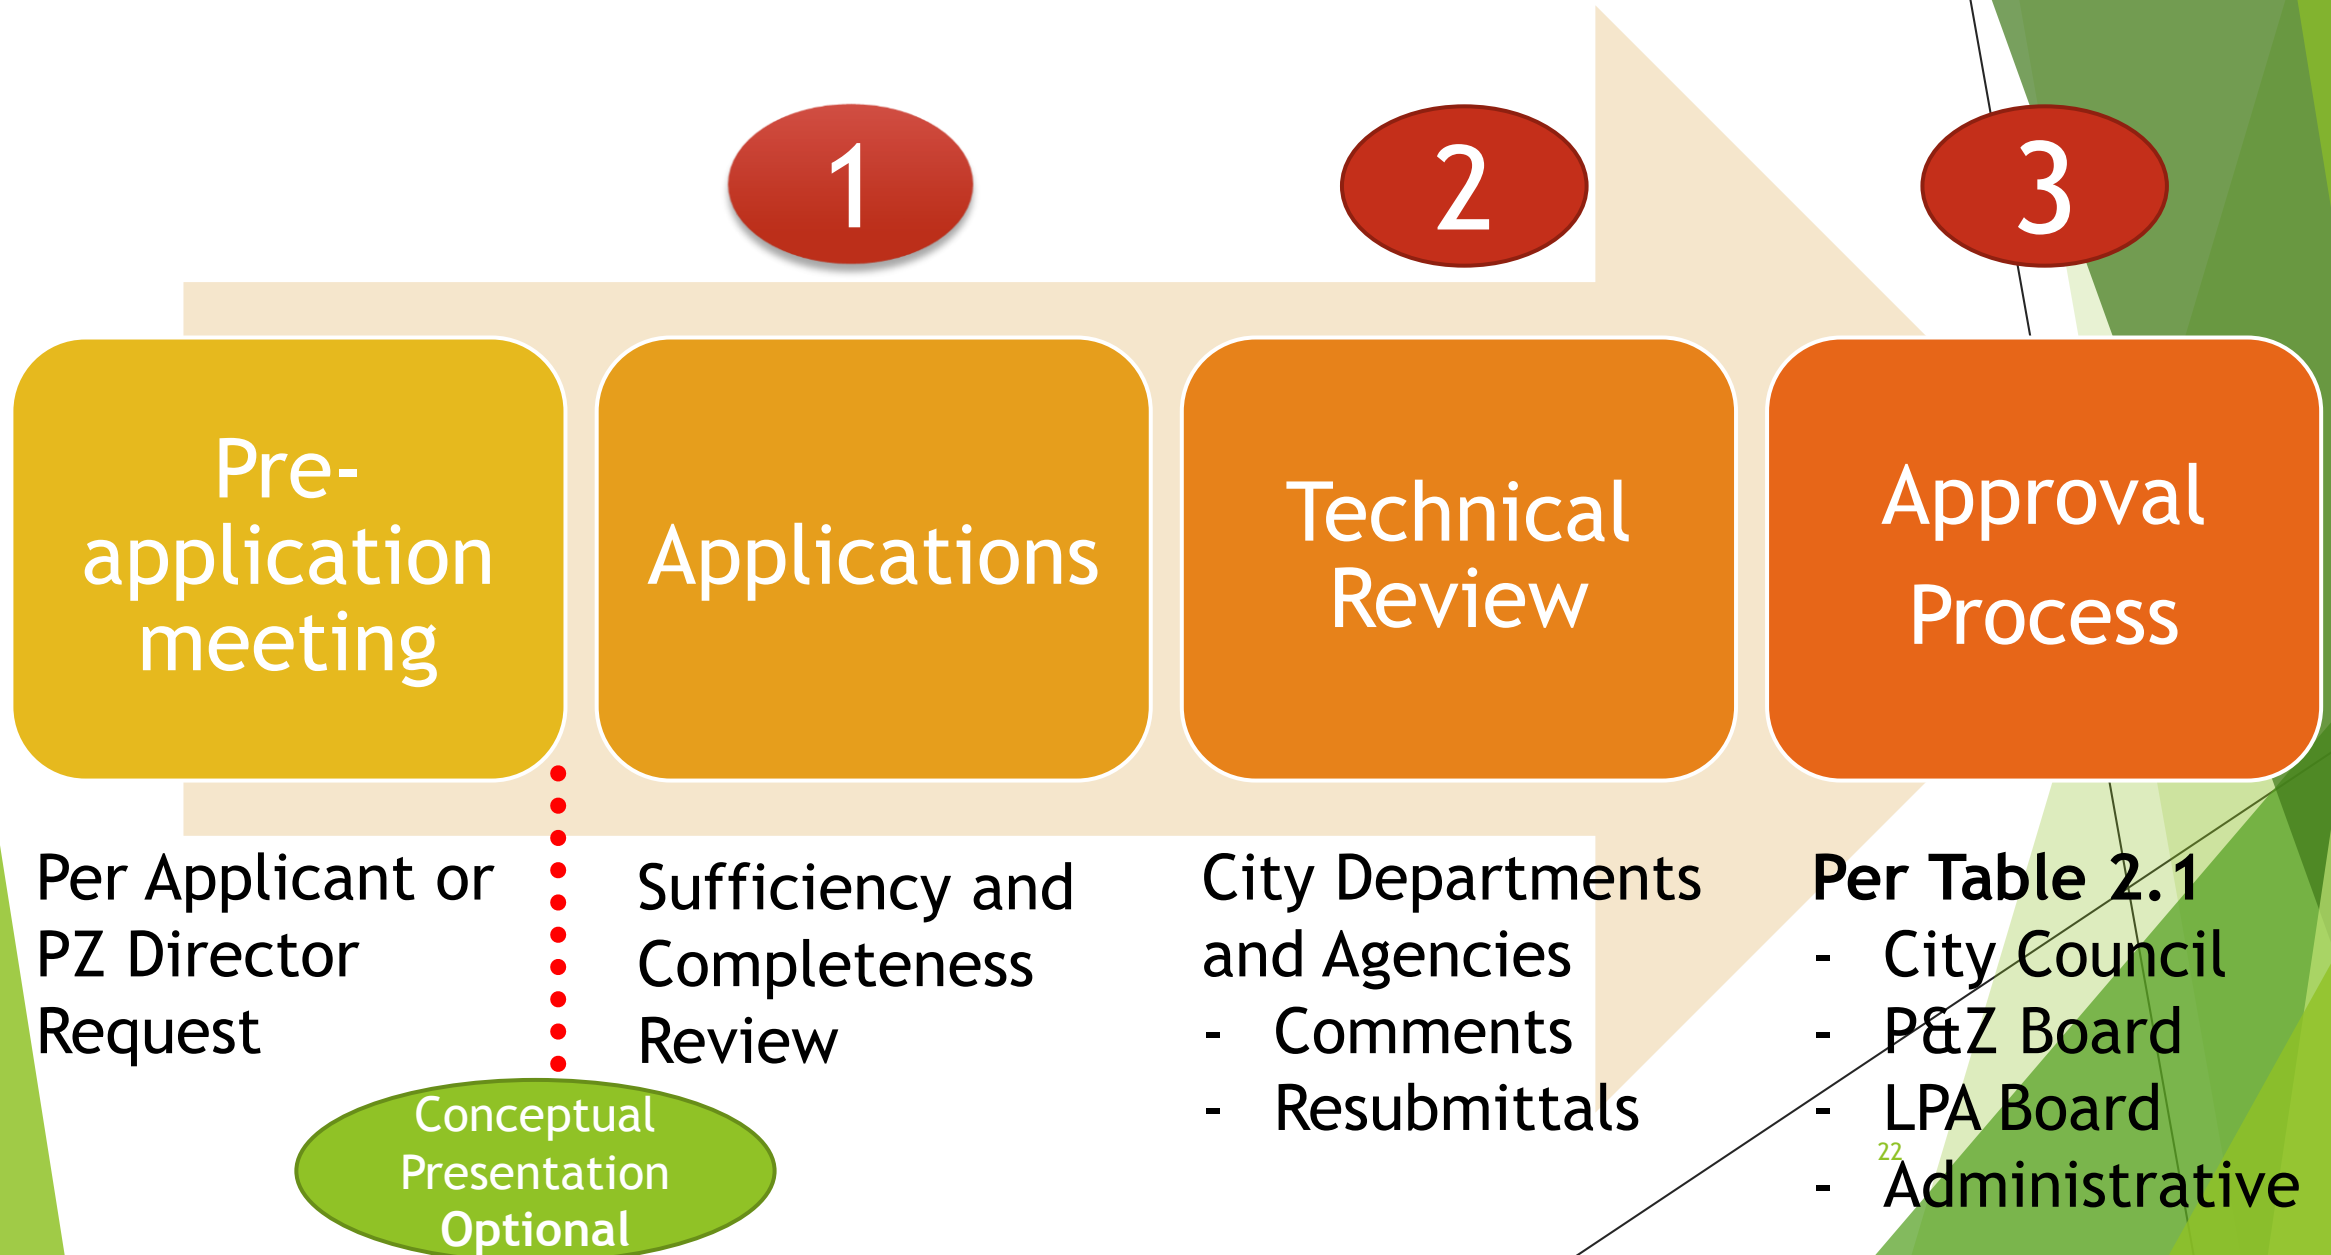 1
2
3
Pre-
application
meeting
Applications
Technical
Review
Approval
Process
Per Applicant or
PZ Director
Request
Sufficiency and
Completeness
Review
City Departments
and Agencies
- Comments
- Resubmittals
Per Table 2.1
- City Council
- P&Z Board
- LPA Board
- Administrative
Conceptual
Presentation
Optional
22